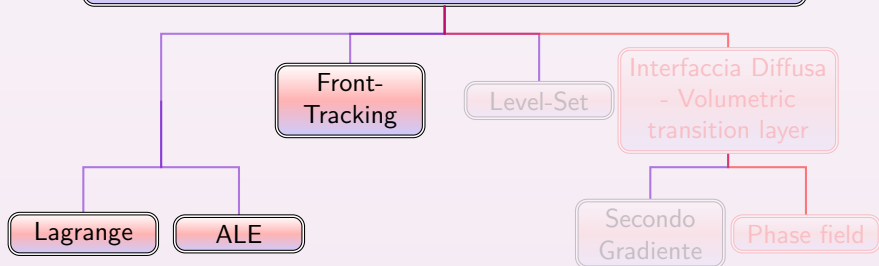 Front-
Tracking
Level-Set
Interfaccia Diffusa
- Volumetric
transition layer
Lagrange
ALE
Secondo
Gradiente
Phase field